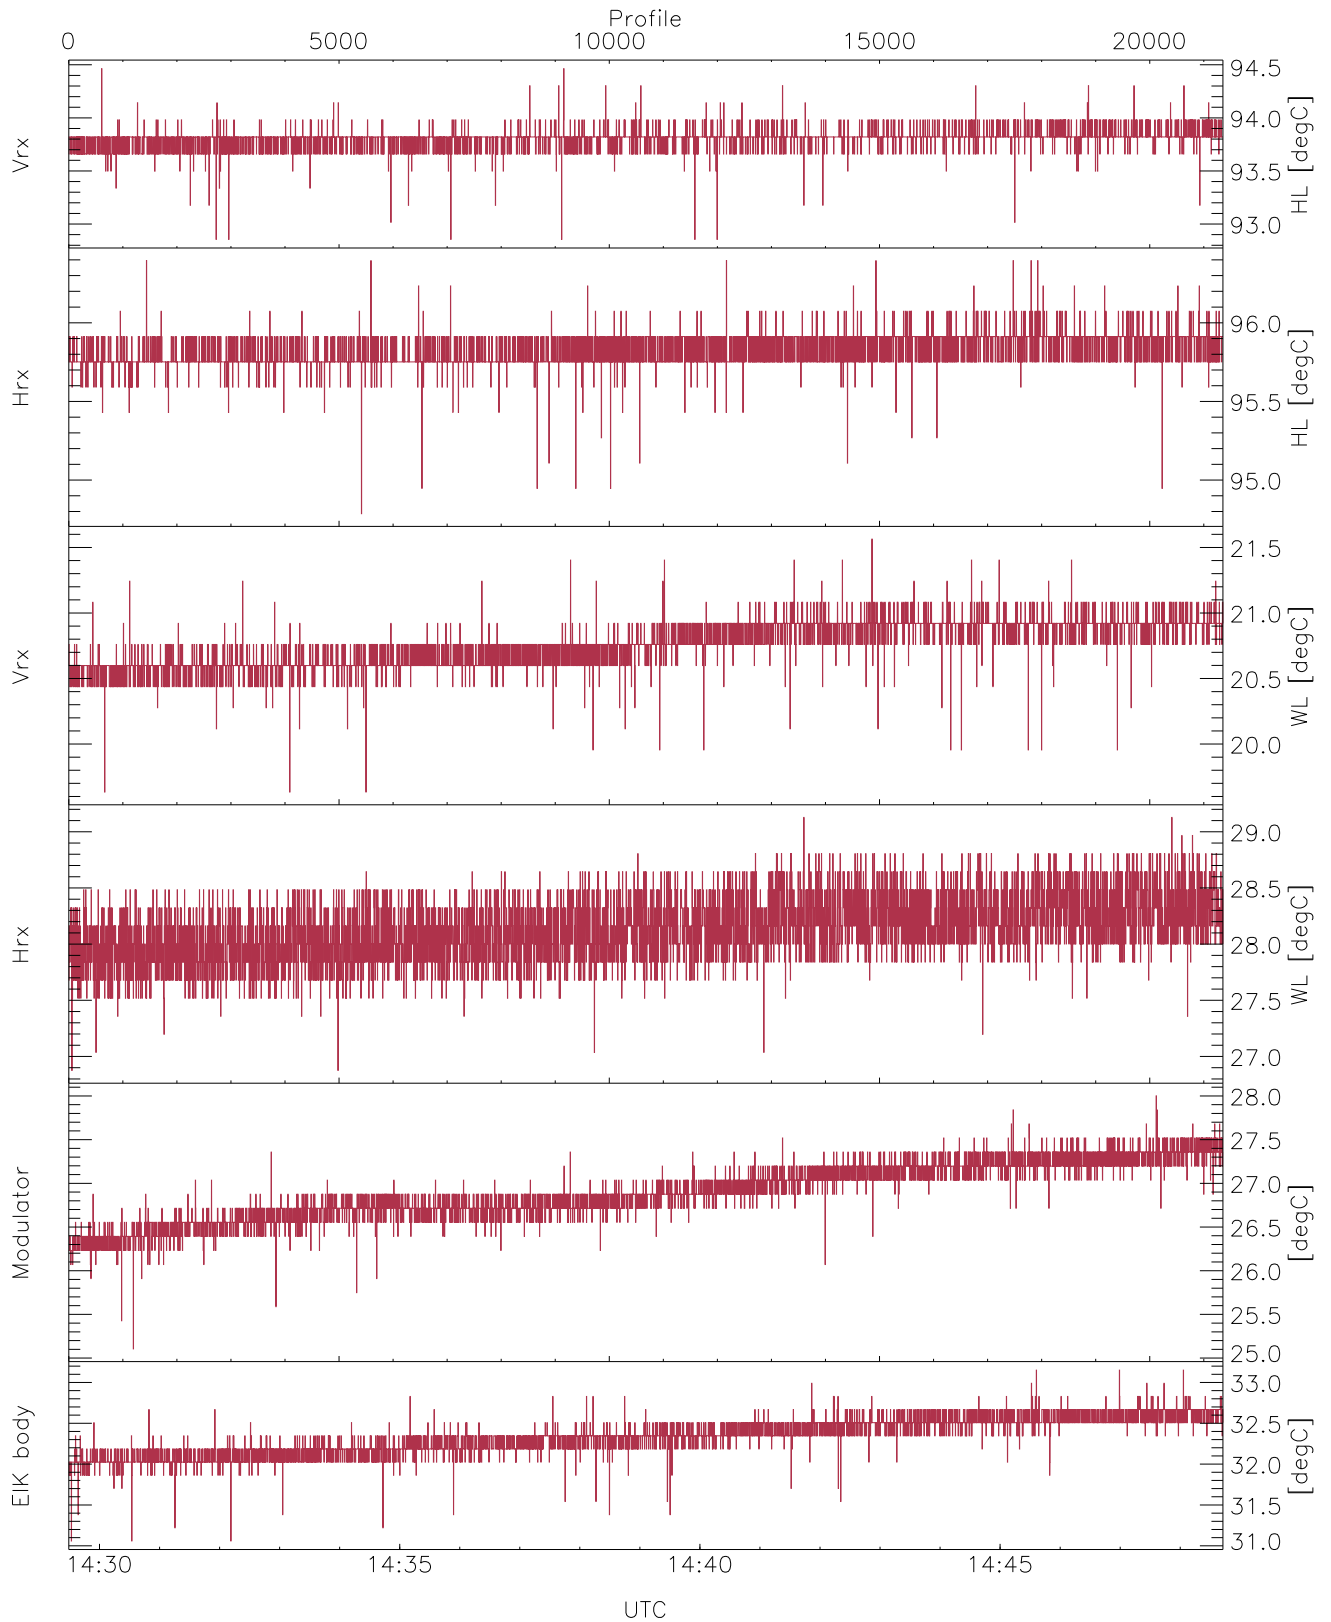 Profile
0 5000 10000 15000 20000
Vrx
94.5
94.0
93.5
93.0
HL [degC]
Hrx
96.0
95.5
95.0
HL [degC]
Vrx
21.5
21.0
20.5
20.0
WL [degC]
Hrx
29.0
28.5
28.0
27.5
27.0
WL [degC]
Modulator
28.0
27.5
27.0
26.5
26.0
25.5
25.0
[degC]
EIK body
33.0
32.5
32.0
31.5
31.0
[degC]
14:30 14:35 14:40 14:45
UTC